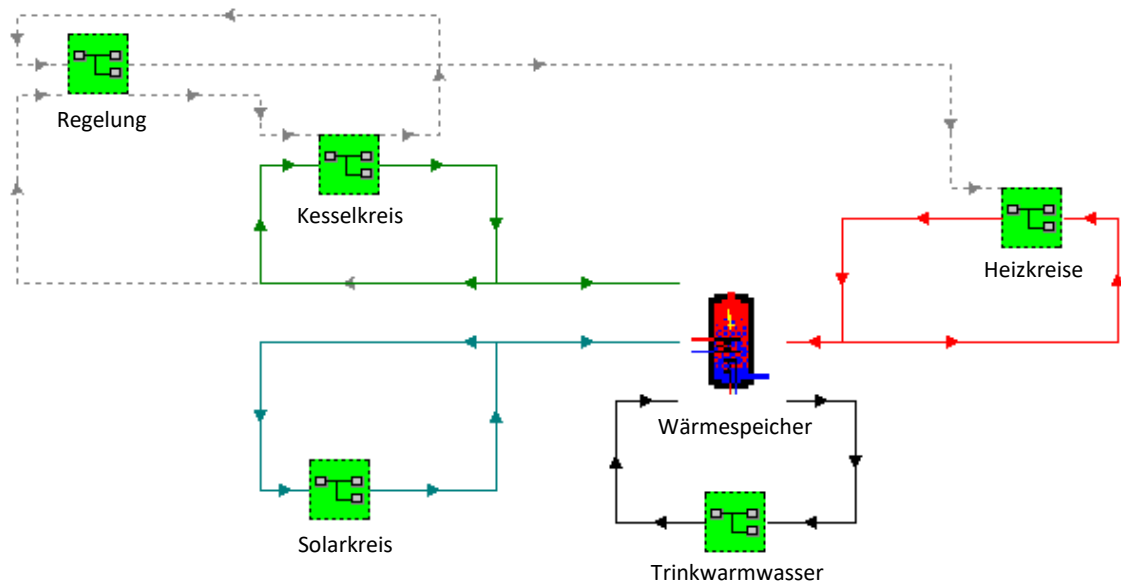 Regelung
Kesselkreis
Heizkreise
Wärmespeicher
Solarkreis
Trinkwarmwasser